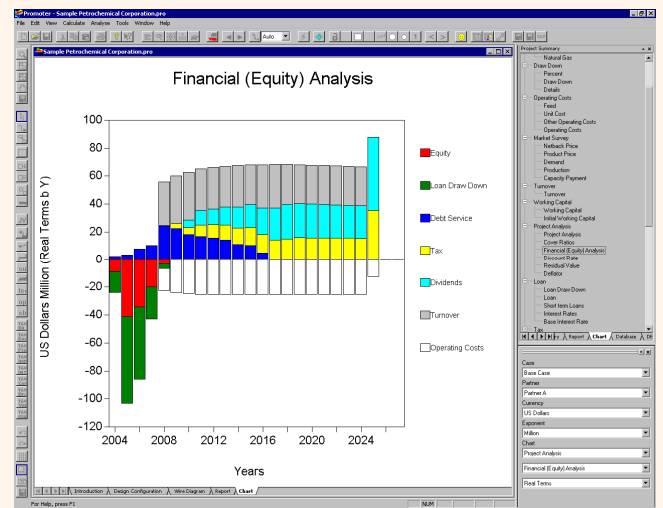 Promoter - Sample Petrochemical Corporation.pro
File Edit View Calculate Analyse Tools Window Help
Auto
Sample Petrochemical Corporation.pro
Financial (Equity) Analysis
US Dollars Million (Real Terms b Y)
100
80
60
40
20
0
-20
-40
-60
-80
-100
-120
2004 2008 2012 2016 2020 2024
Years
Equity
Loan Draw Down
Debt Service
Tax
Dividends
Turnover
Operating Costs
Introduction Design Configuration Wire Diagram Report Chart
For Help, press F1
NUM
Project Summary
Natural Gas
Draw Down
Percent
Draw Down
Details
Operating Costs
Feed
Unit Cost
Other Operating Costs
Operating Costs
Market Survey
Netback Price
Product Price
Demand
Production
Capacity Payment
Turnover
Turnover
Working Capital
Working Capital
Initial Working Capital
Project Analysis
Project Analysis
Cover Ratios
Financial (Equity) Analysis
Discount Rate
Residual Value
Deflator
Loan
Loan Draw Down
Loan
Short term Loans
Interest Rates
Base Interest Rate
Tax
Report Chart Database
Case
Base Case
Partner
Partner A
Currency
US Dollars
Exponent
Million
Chart
Project Analysis
Financial (Equity) Analysis
Real Terms